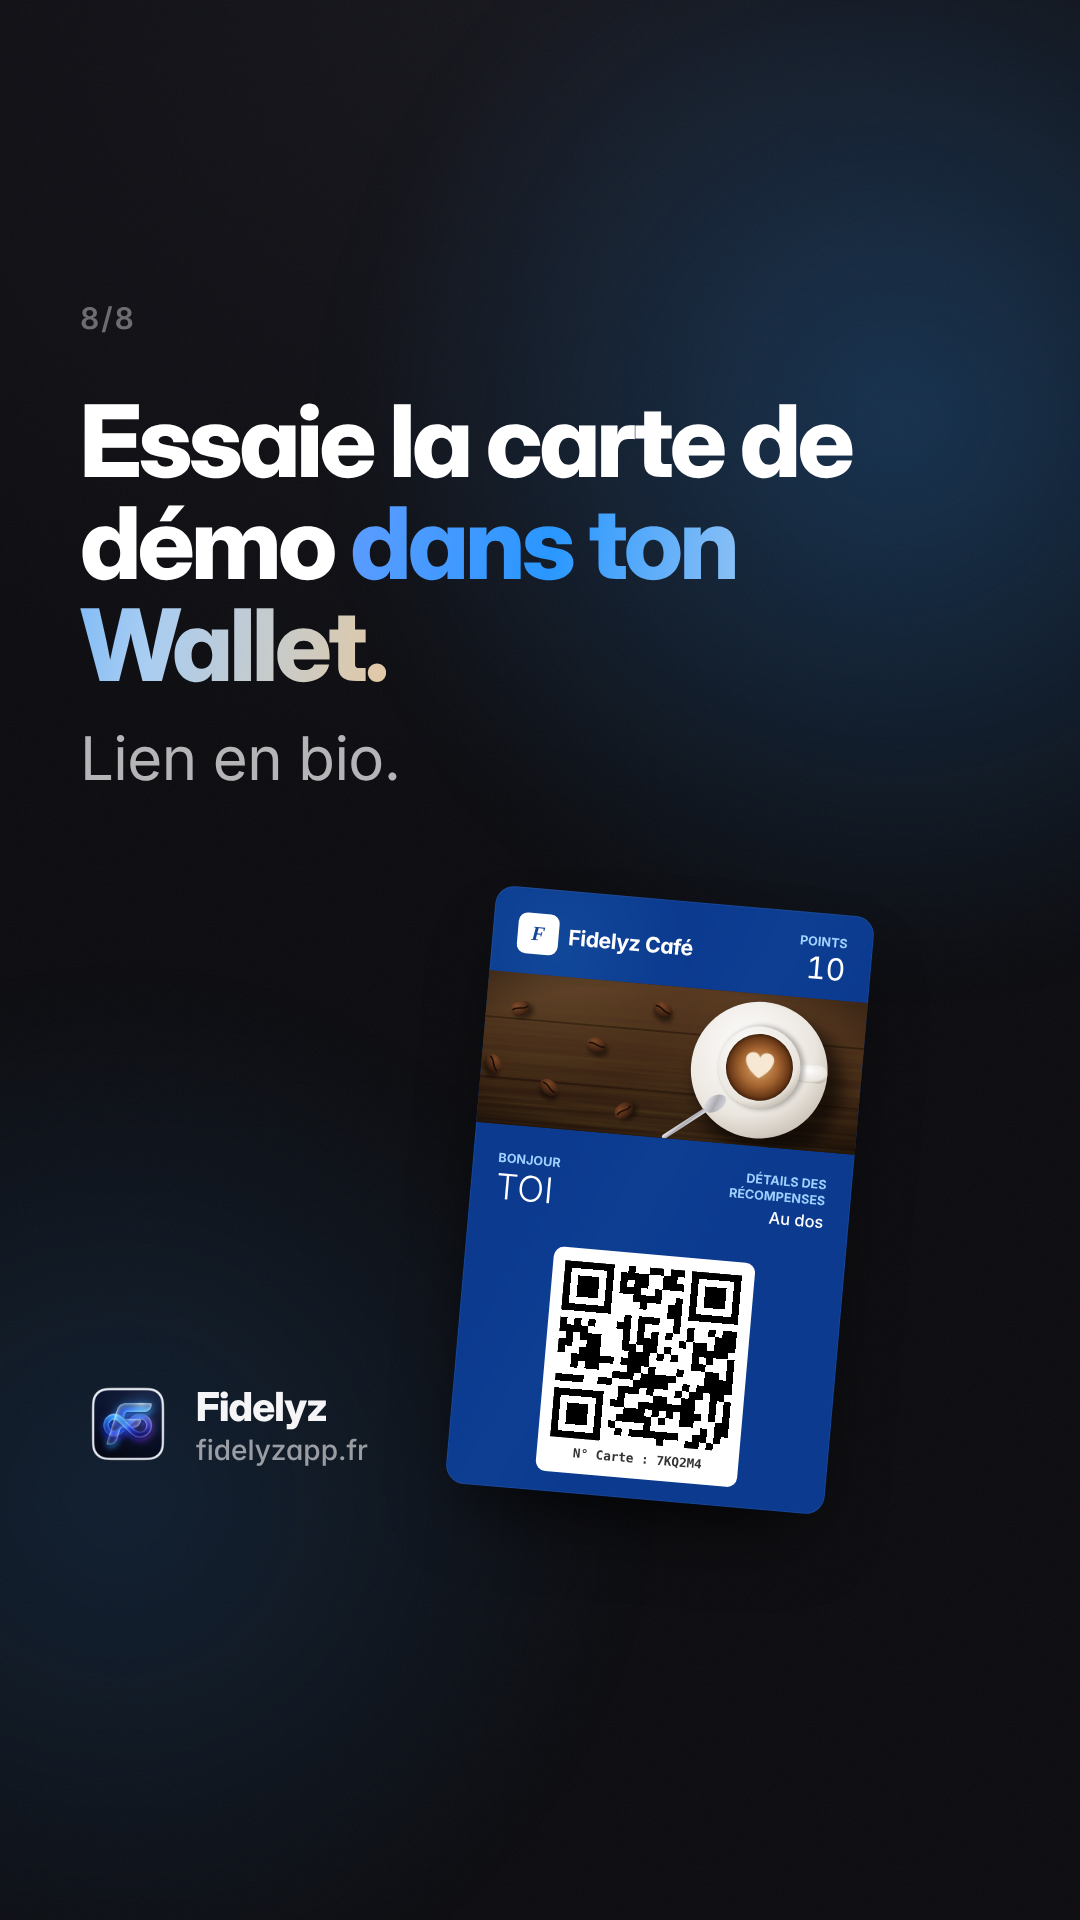 8/8
Essaie la carte de
démo dans ton
Wallet.
Lien en bio.
F
Fidelyz Café
POINTS
10
BONJOUR
TOI
DÉTAILS DES
RÉCOMPENSES
Au dos
N° Carte : 7KQ2M4
Fidelyz
fidelyzapp.fr